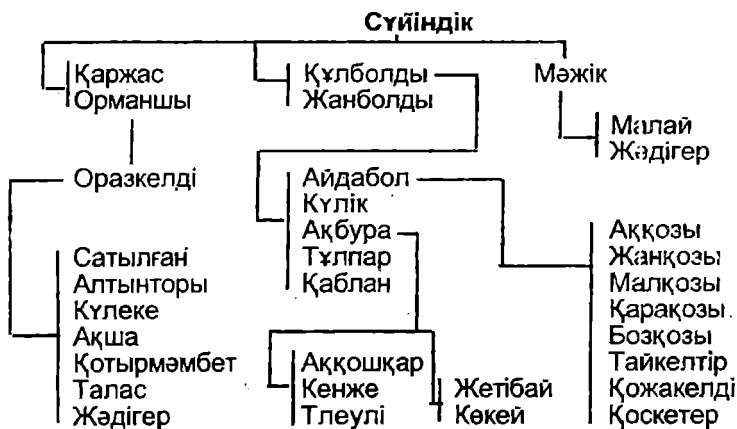 Сүйіндік
Қаржас
Орманшы
Құлболды
Жанболды
Мәжік
Малай
Жәдігер
Оразкелді
Айдабол
Күлік
Ақбура
Тұлпар
Қаблан
Сатылған
Алтынторы
Күлеке
Ақша
Қотырмәмбет
Талас
Жәдігер
Аққошқар
Кенже
Тлеулі
Жетібай
Көкей
Аққозы
Жанқозы
Малқозы
Қарақозы
Бозқозы
Тайкелтір
Қожакелді
Қоскетер